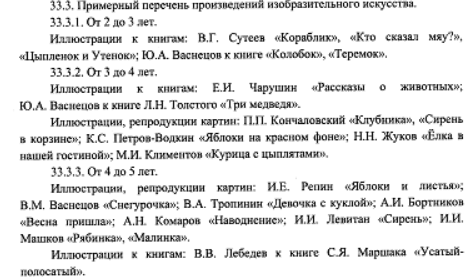 33.3. Примерный перечень произведений изобразительного искусства.
33.3.1. От 2 до 3 лет.
Иллюстрации к книгам: В.Г. Сутеев «Кораблик», «Кто сказал мяу?»,
«Цыпленок и Утенок»; Ю.А. Васнецов к книге «Колобок», «Теремок».
33.3.2. От 3 до 4 лет.
Иллюстрации к книгам: Е.И. Чарушин «Рассказы о животных»;
Ю.А. Васнецов к книге Л.Н. Толстого «Три медведя».
Иллюстрации, репродукции картин: П.П. Кончаловский «Клубника», «Сирень
в корзине»; К.С. Петров-Водкин «Яблоки на красном фоне»; Н.Н. Жуков «Ёлка в
нашей гостиной»; М.И. Климентов «Курица с цыплятами».
33.3.3. От 4 до 5 лет.
Иллюстрации, репродукции картин: И.Е. Репин «Яблоки и листья»;
В.М. Васнецов «Снегурочка»; В.А. Тропинин «Девочка с куклой»; А.И. Бортников
«Весна пришла»; А.Н. Комаров «Наводнение»; И.И. Левитан «Сирень»; И.И.
Машков «Рябинка», «Малинка».
Иллюстрации к книгам: В.В. Лебедев к книге С.Я. Маршака «Усатый-
полосатый».